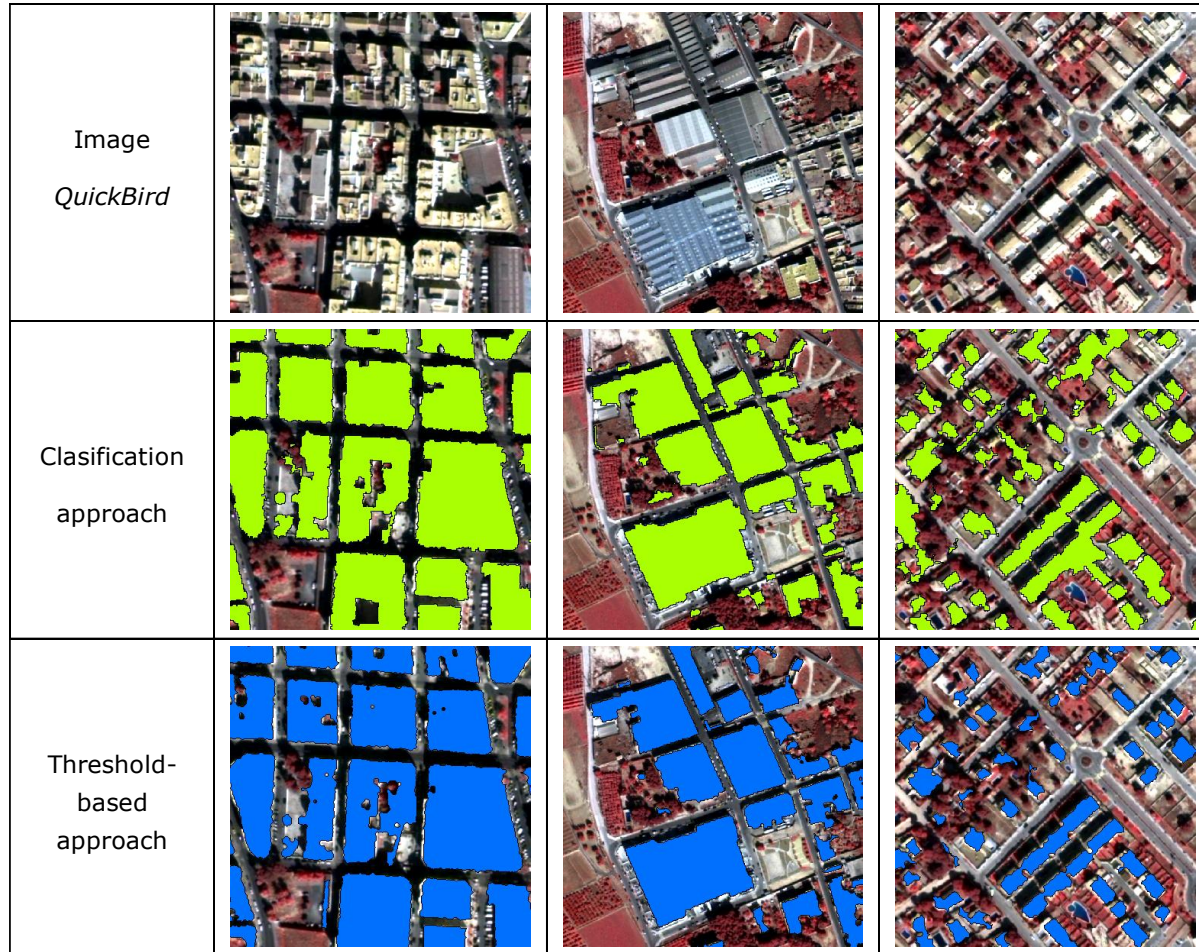 Image
QuickBird
Clasification
approach
Threshold-
based
approach